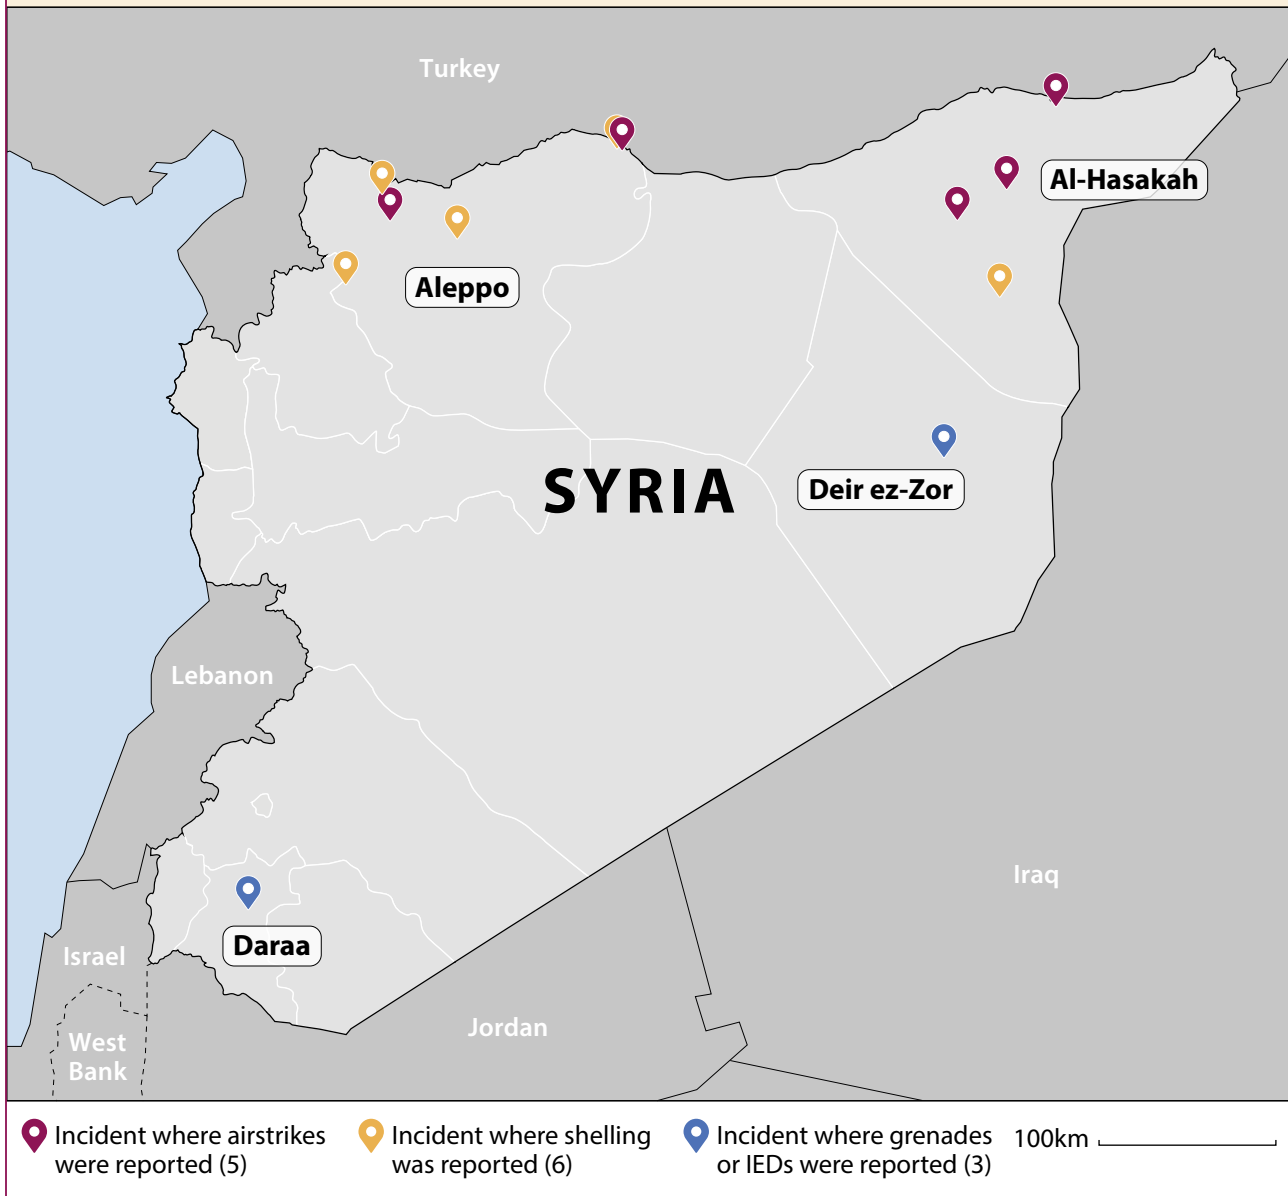 Turkey
Al-Hasakah
Aleppo
SYRIA
Deir ez-Zor
Lebanon
Iraq
Daraa
Israel
Jordan
West
Bank
Incident where airstrikes
were reported (5)
Incident where shelling
was reported (6)
Incident where grenades
or IEDs were reported (3)
100km